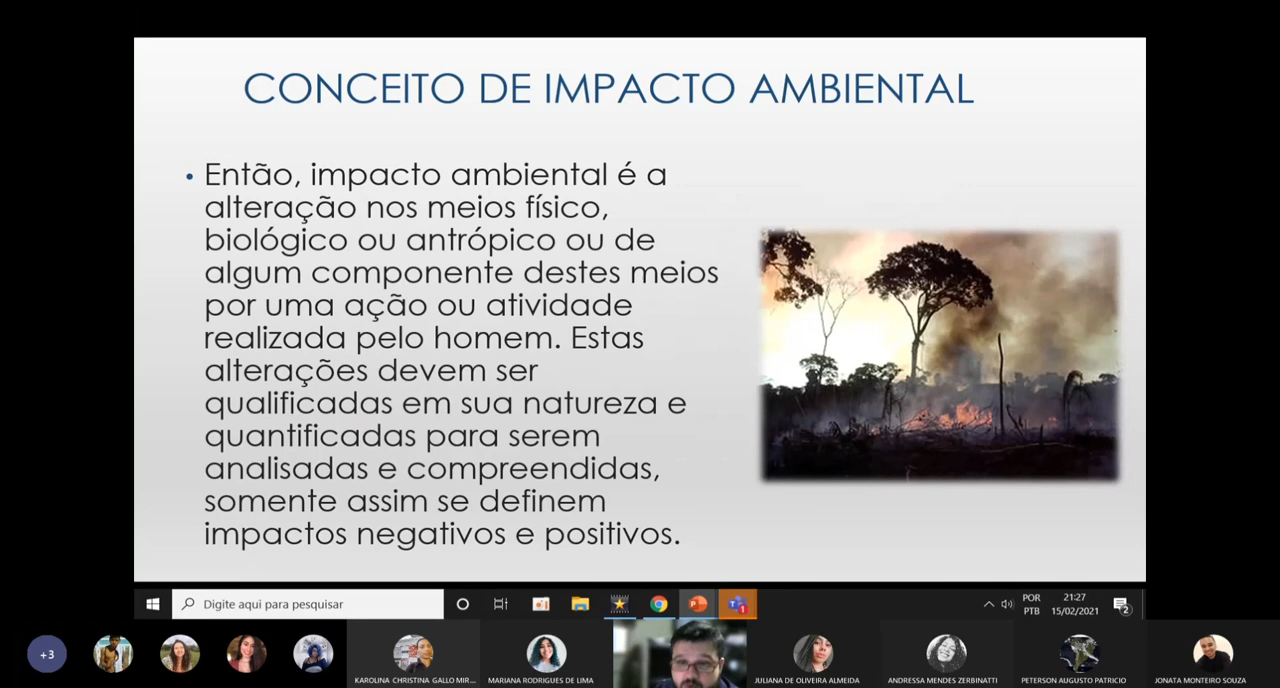 CONCEITO DE IMPACTO AMBIENTAL
• Então, impacto ambiental é a
alteração nos meios físico,
biológico ou antrópico ou de
algum componente destes meios
por uma ação ou atividade
realizada pelo homem. Estas
alterações devem ser
qualificadas em sua natureza e
quantificadas para serem
analisadas e compreendidas,
somente assim se definem
impactos negativos e positivos.
Digite aqui para pesquisar
1
POR
PTB
21:27
15/02/2021
2
+3
KAROLINA CHRISTINA GALLO MIR...
MARIANA RODRIGUES DE LIMA
JULIANA DE OLIVEIRA ALMEIDA
ANDRESSA MENDES ZERBINATTI
PETERSON AUGUSTO PATRICIO
JONATA MONTEIRO SOUZA